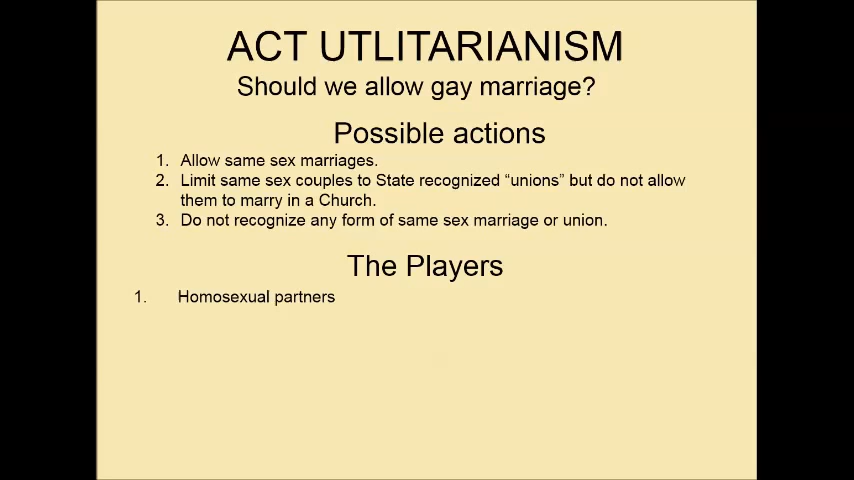 ACT UTLITARIANISM
Should we allow gay marriage?
Possible actions
1. Allow same sex marriages.
2. Limit same sex couples to State recognized “unions” but do not allow
them to marry in a Church.
3. Do not recognize any form of same sex marriage or union.
The Players
1. Homosexual partners